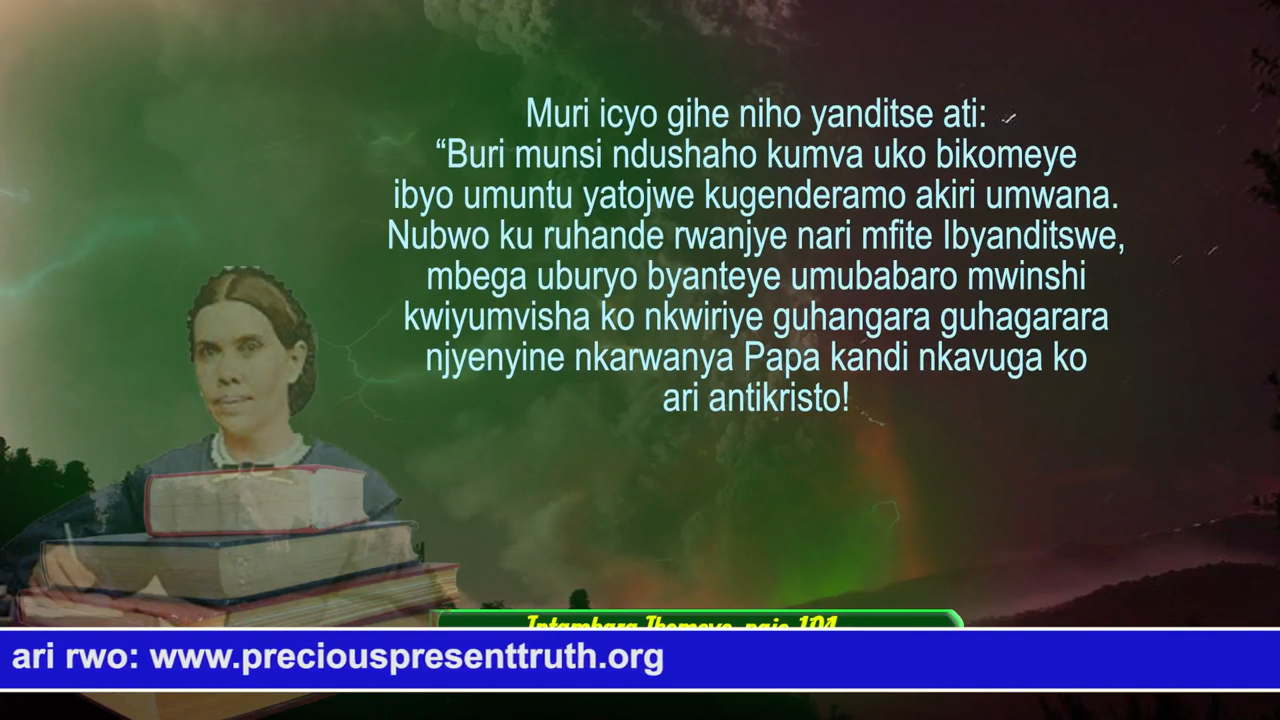 Muri icyo gihe niho yanditse ati:
“Buri munsi ndushaho kumva uko bikomeye
ibyo umuntu yatojwe kugenderamo akiri umwana.
Nubwo ku ruhande rwanjye nari mfite Ibyanditswe,
mbega uburyo byanteye umubabaro mwinshi
kwiyumvisha ko nkwiriye guhangara guhagarara
njyenyine nkarwanya Papa kandi nkavuga ko
ari antikristo!
ari rwo: www.preciouspresenttruth.org